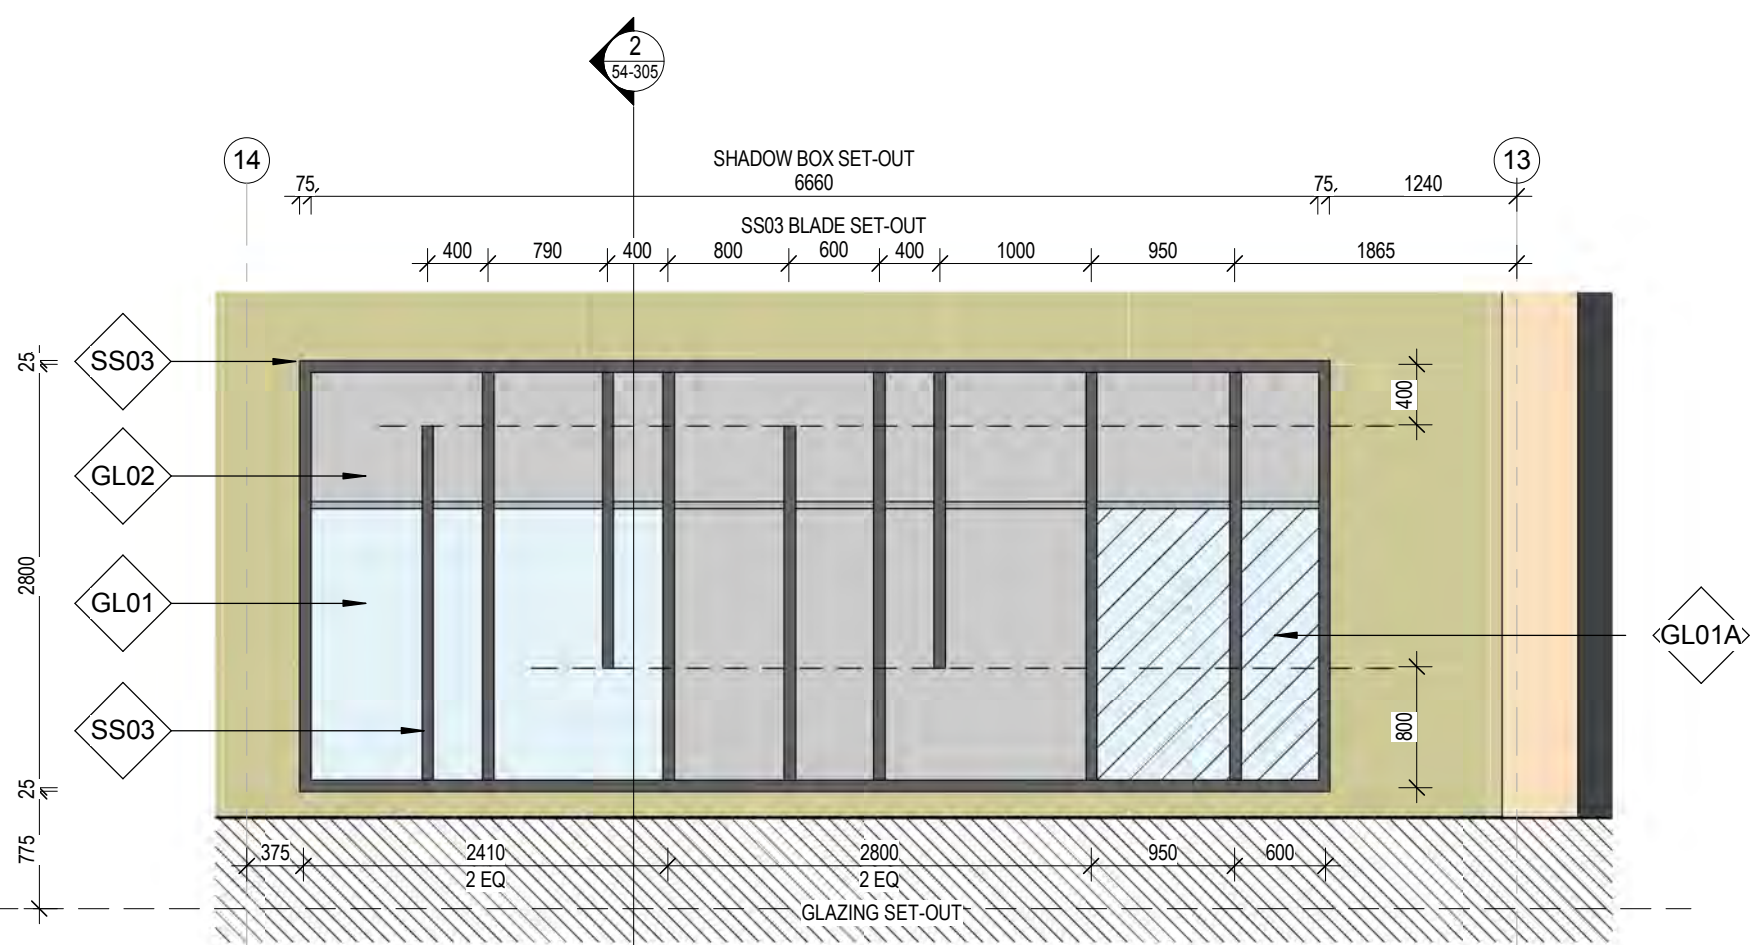 2
54-305
14
13
SHADOW BOX SET-OUT
75, 6660 75, 1240
SS03 BLADE SET-OUT
400 790 400 800 600 400 1000 950 1865
25
SS03
400
GL02
2800
GL01
GL01A
SS03
800
25
775
375 2410 2800 950 600
2 EQ 2 EQ
GLAZING SET-OUT